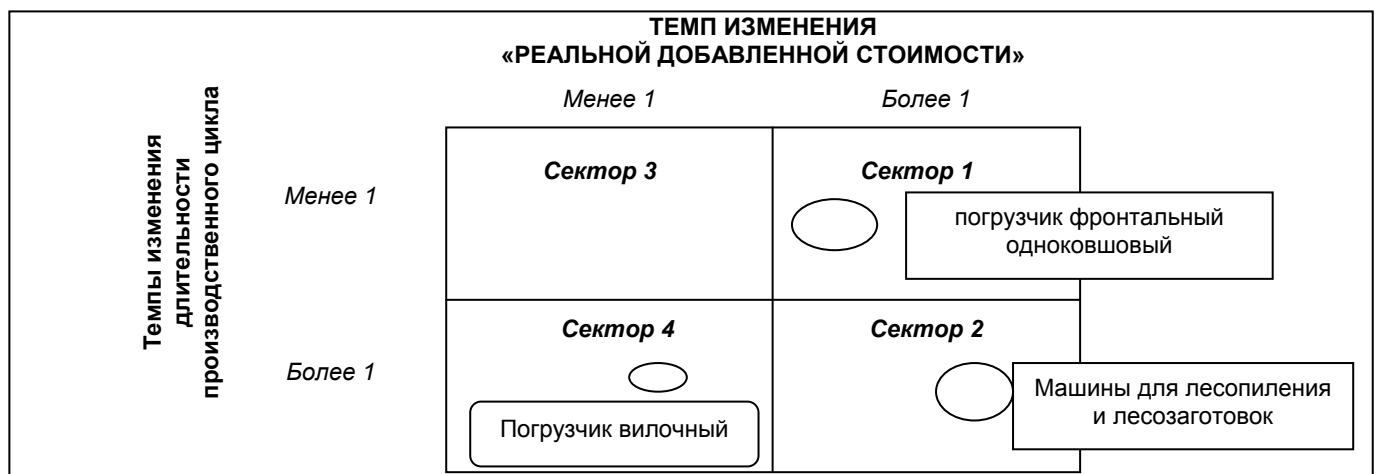 ТЕМП ИЗМЕНЕНИЯ
«РЕАЛЬНОЙ ДОБАВЛЕННОЙ СТОИМОСТИ»
Темпы изменения
длительности
производственного цикла
Менее 1
Более 1
Менее 1
Сектор 3
Сектор 1
погрузчик фронтальный
одноковшовый
Более 1
Сектор 4
Сектор 2
Погрузчик вилочный
Машины для лесопиления
и лесозаготовок